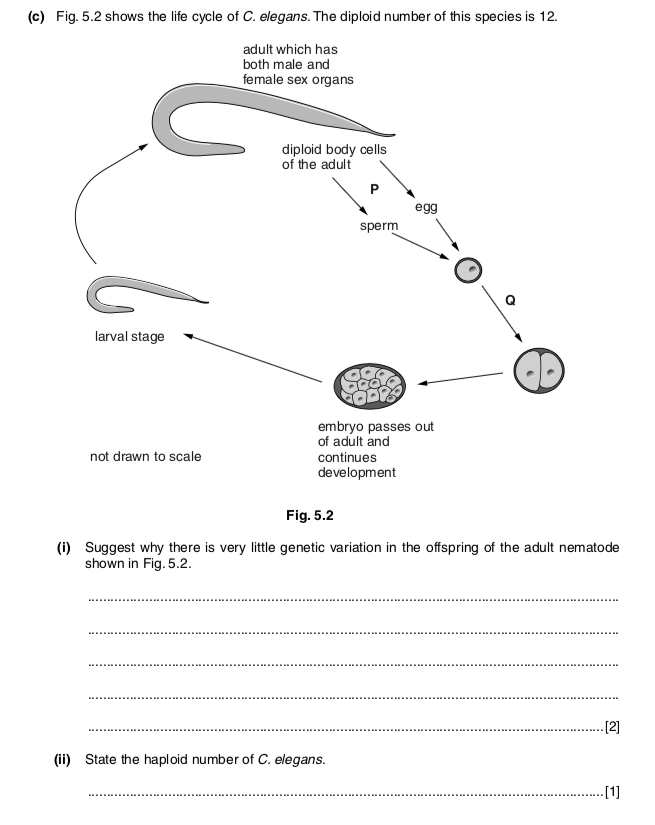 (c) Fig. 5.2 shows the life cycle of C. elegans. The diploid number of this species is 12.
adult which has
both male and
female sex organs
diploid body cells
of the adult
P
egg
sperm
Q
larval stage
embryo passes out
of adult and
continues
development
not drawn to scale
Fig. 5.2
(i) Suggest why there is very little genetic variation in the offspring of the adult nematode
shown in Fig. 5.2.
[2]
(ii) State the haploid number of C. elegans.
[1]